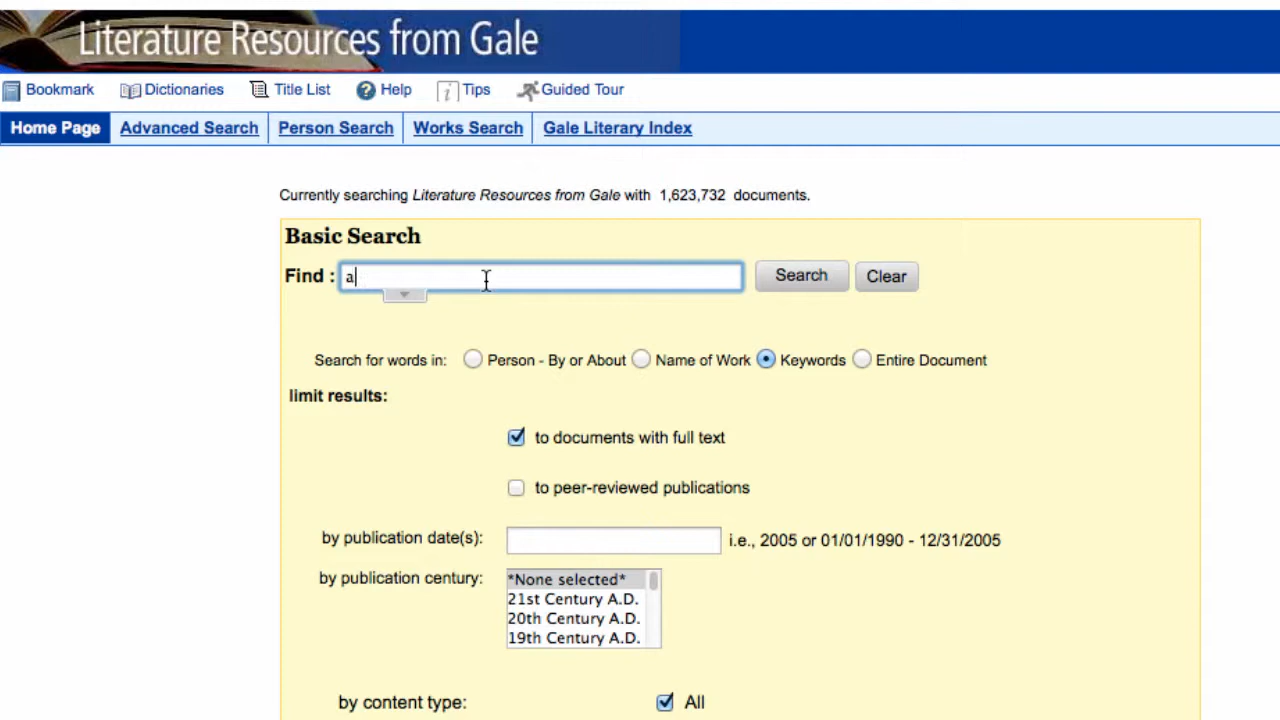 Literature Resources from Gale
Bookmark Dictionaries Title List Help Tips Guided Tour
Home Page Advanced Search Person Search Works Search Gale Literary Index
Currently searching Literature Resources from Gale with 1,623,732 documents.
Basic Search
Find : a Search Clear
Search for words in: Person - By or About Name of Work Keywords Entire Document
limit results:
to documents with full text
to peer-reviewed publications
by publication date(s): i.e., 2005 or 01/01/1990 - 12/31/2005
by publication century: *None selected*
21st Century A.D.
20th Century A.D.
19th Century A.D.
by content type: All